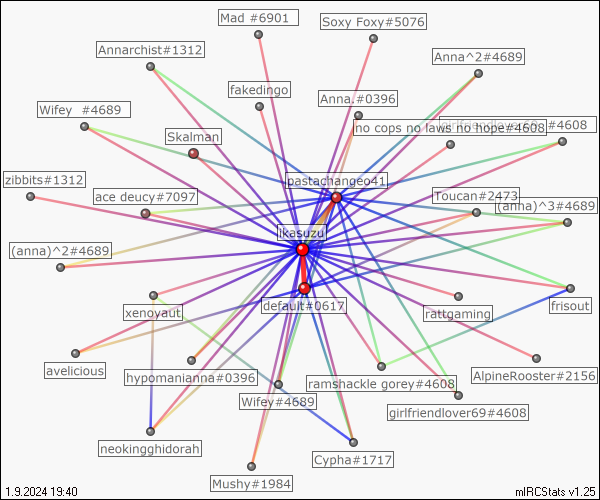 Mad #6901
Soxy Foxy#5076
Annarchist#1312
Anna^2#4689
fakedingo
Anna.#0396
Wifey  #4689
no cops no laws no hope#4608
#4608
Skalman
zibbits#1312
pastachangeo41
ace deucy#7097
Toucan#2473
(anna)^3#4689
ikasuzu
(anna)^2#4689
default#0617
xenoyaut
rattgaming
frisout
avelicious
hypomanianna#0396
ramshackle gorey#4608
AlpineRooster#2156
Wifey#4689
girlfriendlover69#4608
neokingghidorah
Cypha#1717
Mushy#1984
1.9.2024 19:40
mIRCStats v1.25